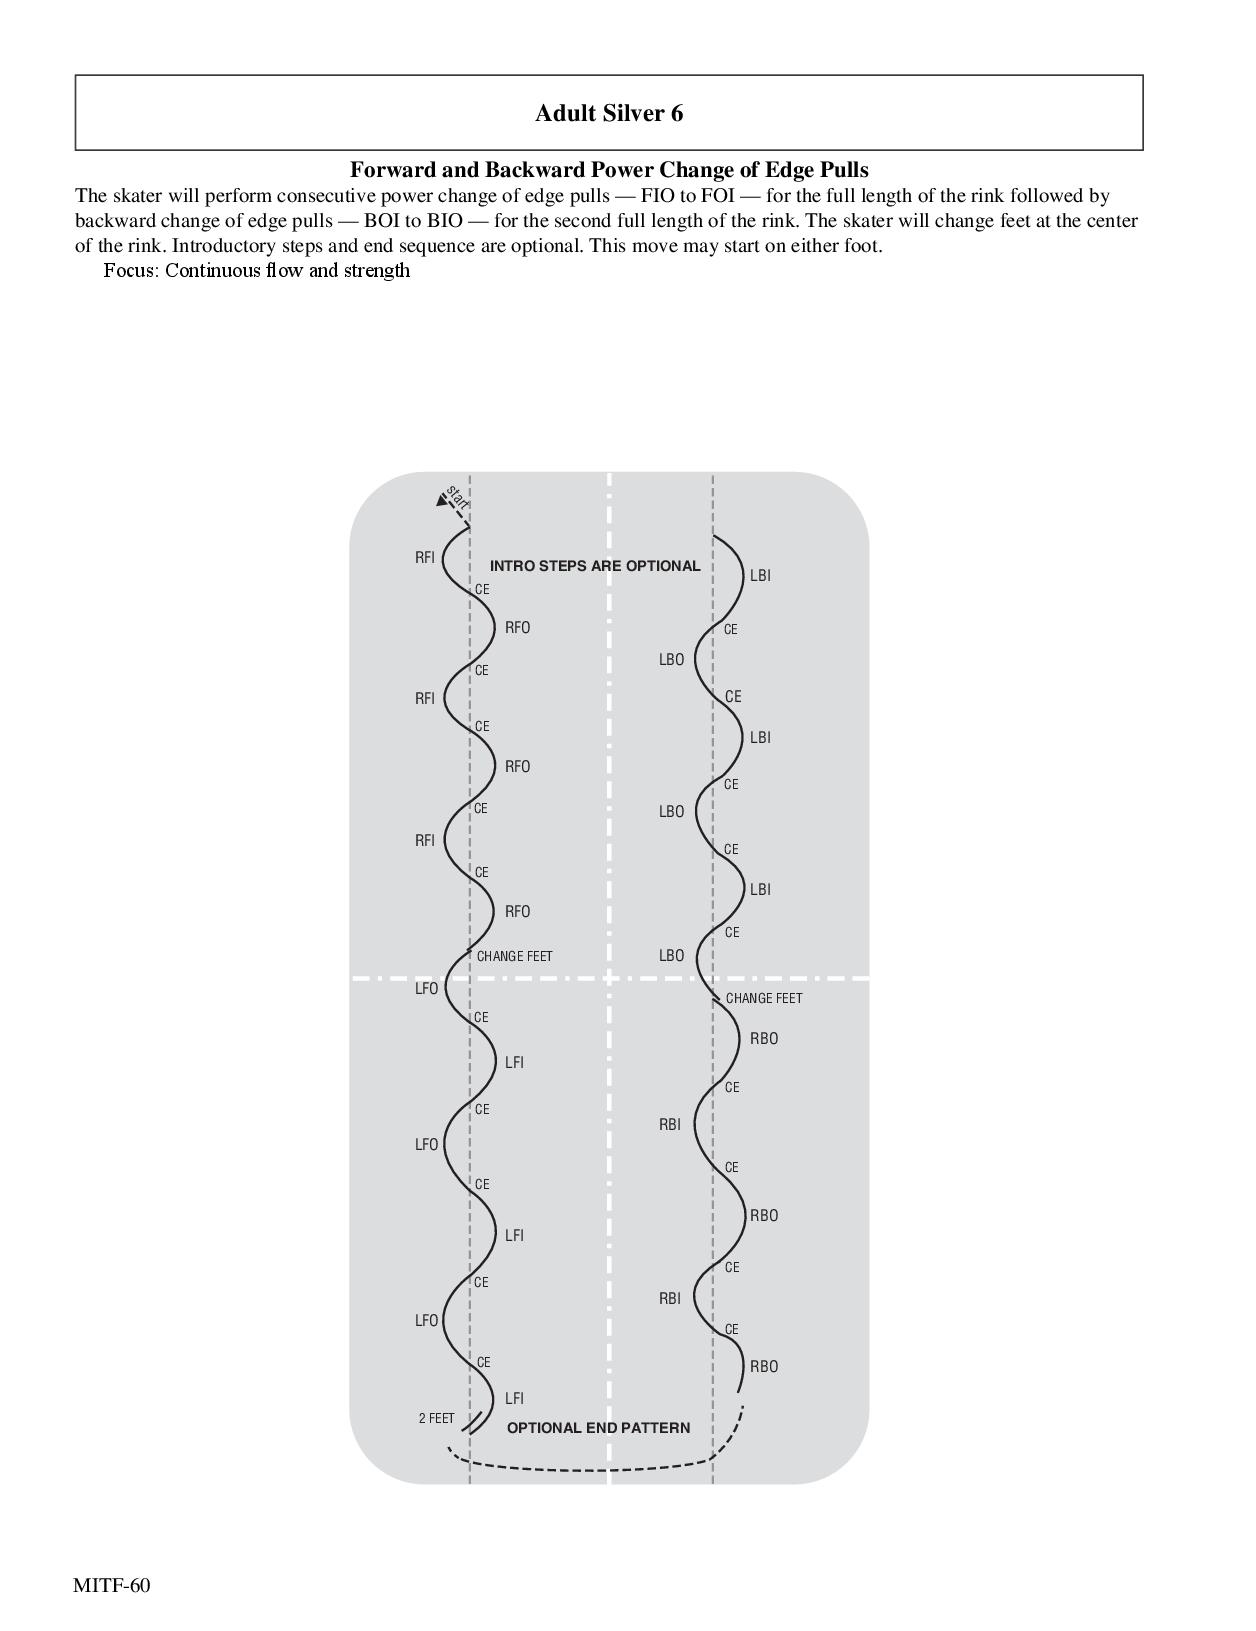 Adult Silver 6
Forward and Backward Power Change of Edge Pulls
The skater will perform consecutive power change of edge pulls — FIO to FOI — for the full length of the rink followed by
backward change of edge pulls — BOI to BIO — for the second full length of the rink. The skater will change feet at the center
of the rink. Introductory steps and end sequence are optional. This move may start on either foot.
Focus: Continuous flow and strength
start
RFI
INTRO STEPS ARE OPTIONAL
CE
RFO
CE
RFI
CE
RFO
CE
RFI
CE
RFO
CHANGE FEET
LFO
CE
LFI
CE
LFO
CE
LFI
CE
LFO
CE
LFI
2 FEET
OPTIONAL END PATTERN
LBI
CE
LBO
CE
LBI
CE
LBO
CE
LBI
CE
LBO
CHANGE FEET
RBO
CE
RBI
CE
RBO
CE
RBI
CE
RBO
MITF-60